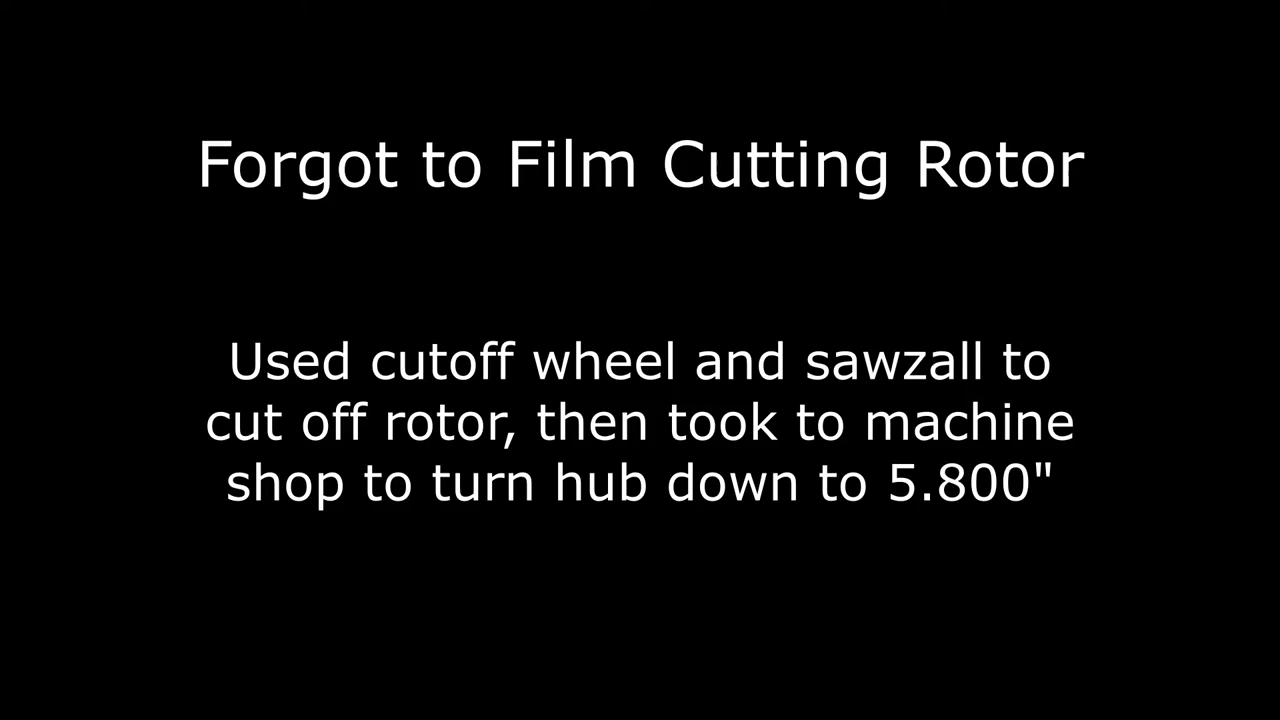 Forgot to Film Cutting Rotor
Used cutoff wheel and sawzall to
cut off rotor, then took to machine
shop to turn hub down to 5.800"